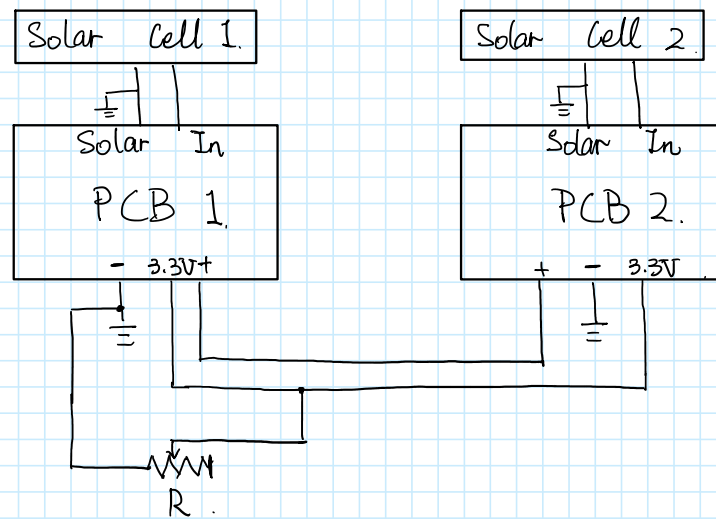 Solar Cell 1.
Solar Cell 2.
Solar In
Solar In
PCB 1.
PCB 2.
- 3.3V +
+ - 3.3V
R.